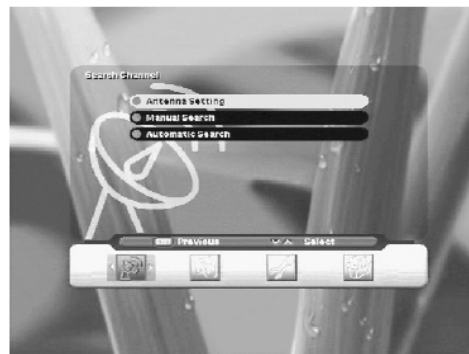 Search Channel
Antenna Setting
Manual Search
Automatic Search
Previous Select